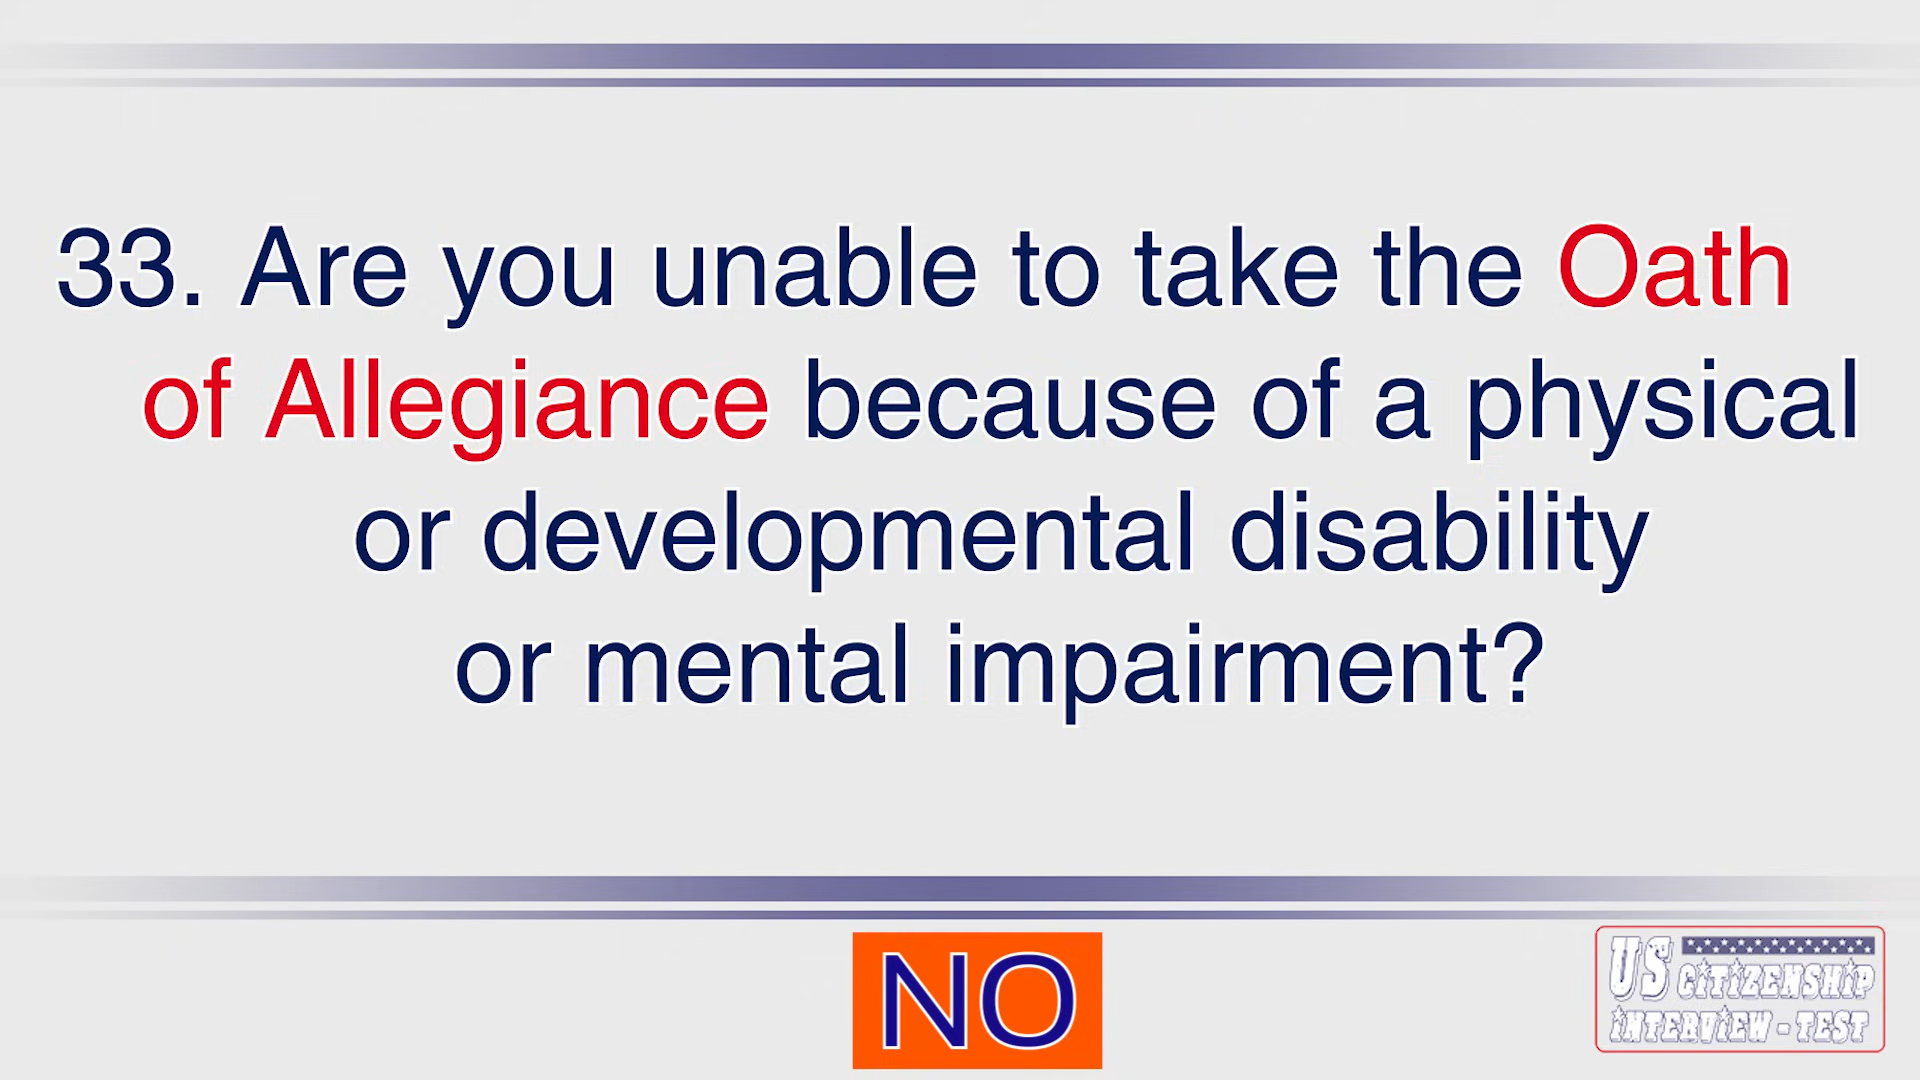 33. Are you unable to take the Oath
of Allegiance because of a physical
or developmental disability
or mental impairment?
NO
US
CITIZENSHIP
INTERVIEW - TEST